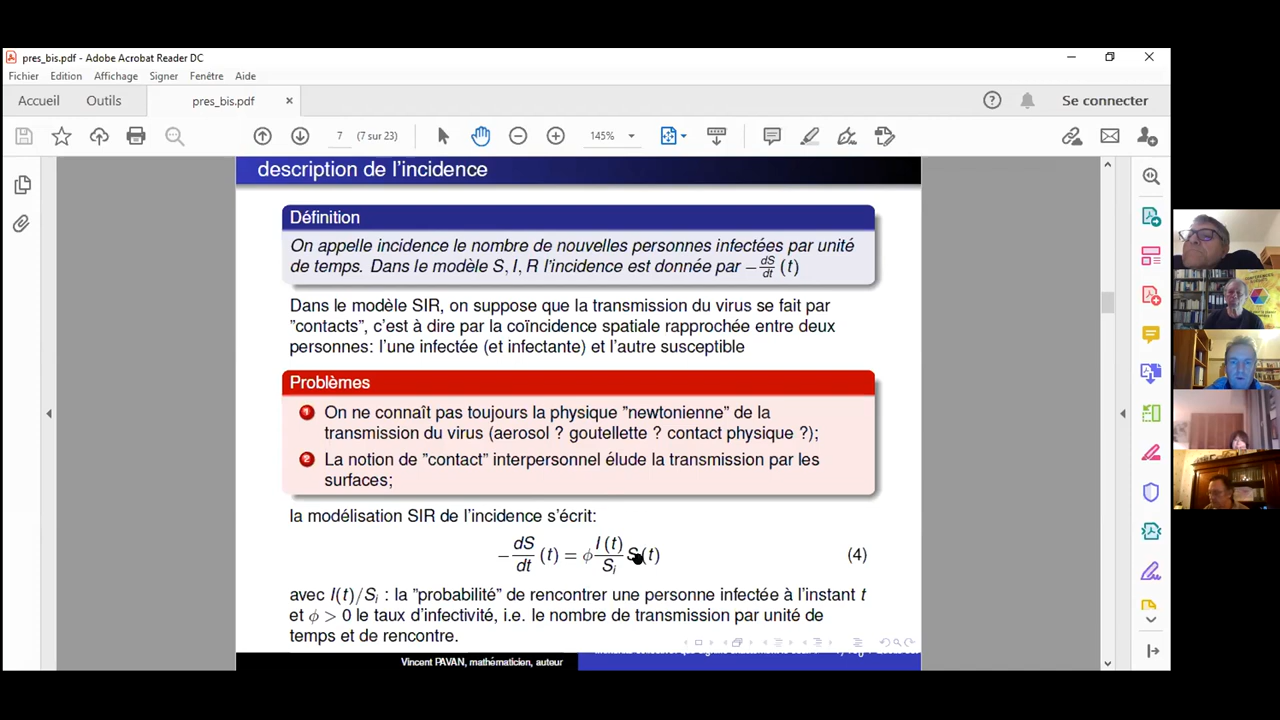 pres_bis.pdf - Adobe Acrobat Reader DC
Fichier Edition Affichage Signer Fenêtre Aide
Accueil Outils pres_bis.pdf × Se connecter
7 (7 sur 23) 145%
description de l'incidence
Définition
On appelle incidence le nombre de nouvelles personnes infectées par unité
de temps. Dans le modèle S, I, R l'incidence est donnée par −dS/dt (t)
Dans le modèle SIR, on suppose que la transmission du virus se fait par
"contacts", c'est à dire par la coïncidence spatiale rapprochée entre deux
personnes: l'une infectée (et infectante) et l'autre susceptible
Problèmes
1 On ne connaît pas toujours la physique "newtonienne" de la
transmission du virus (aerosol ? goutellette ? contact physique ?);
2 La notion de "contact" interpersonnel élude la transmission par les
surfaces;
la modélisation SIR de l'incidence s'écrit:
−dS/dt (t) = ϕ I(t)/Sᵢ S(t) (4)
avec I(t)/Sᵢ : la "probabilité" de rencontrer une personne infectée à l'instant t
et ϕ > 0 le taux d'infectivité, i.e. le nombre de transmission par unité de
temps et de rencontre.
Vincent PAVAN, mathématicien, auteur